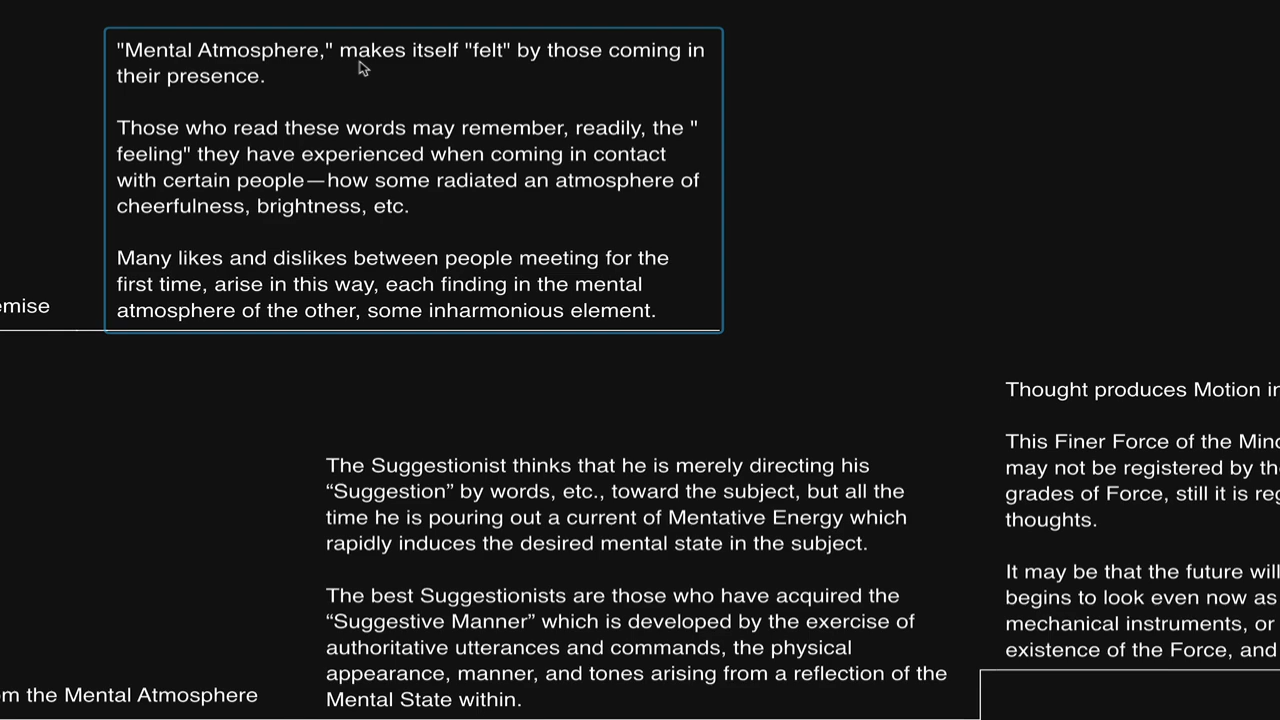 "Mental Atmosphere," makes itself "felt" by those coming in
their presence.
Those who read these words may remember, readily, the "
feeling" they have experienced when coming in contact
with certain people—how some radiated an atmosphere of
cheerfulness, brightness, etc.
Many likes and dislikes between people meeting for the
first time, arise in this way, each finding in the mental
atmosphere of the other, some inharmonious element.
emise
The Suggestionist thinks that he is merely directing his
“Suggestion” by words, etc., toward the subject, but all the
time he is pouring out a current of Mentative Energy which
rapidly induces the desired mental state in the subject.
The best Suggestionists are those who have acquired the
“Suggestive Manner” which is developed by the exercise of
authoritative utterances and commands, the physical
appearance, manner, and tones arising from a reflection of the
Mental State within.
om the Mental Atmosphere
Thought produces Motion in
This Finer Force of the Mind
may not be registered by th
grades of Force, still it is reg
thoughts.
It may be that the future will
begins to look even now as
mechanical instruments, or
existence of the Force, and